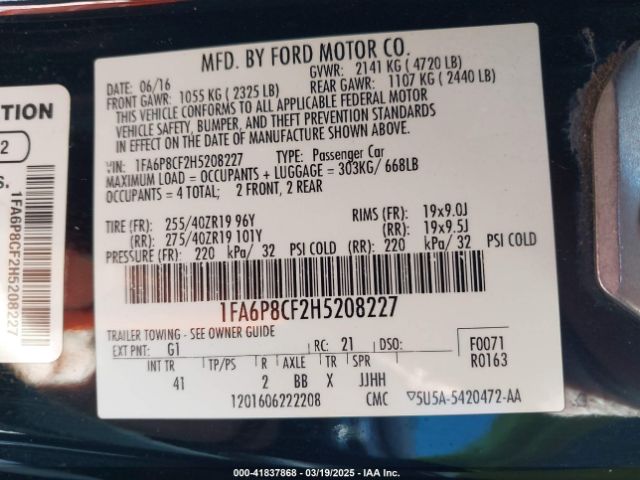 MFD. BY FORD MOTOR CO.
DATE: 06/16 GVWR: 2141 KG ( 4720 LB)
FRONT GAWR: 1055 KG ( 2325 LB) REAR GAWR: 1107 KG ( 2440 LB)
THIS VEHICLE CONFORMS TO ALL APPLICABLE FEDERAL MOTOR
VEHICLE SAFETY, BUMPER, AND THEFT PREVENTION STANDARDS
IN EFFECT ON THE DATE OF MANUFACTURE SHOWN ABOVE.
VIN: 1FA6P8CF2H5208227 TYPE: Passenger Car
MAXIMUM LOAD = OCCUPANTS + LUGGAGE = 303KG/ 668LB
OCCUPANTS = 4 TOTAL; 2 FRONT, 2 REAR
TIRE (FR): 255/40ZR19 96Y RIMS (FR): 19x9.0J
(RR): 275/40ZR19 101Y (RR): 19x9.5J
PRESSURE (FR): 220 kPa/ 32 PSI COLD (RR): 220 kPa/ 32 PSI COLD
1FA6P8CF2H5208227
TRAILER TOWING - SEE OWNER GUIDE
EXT PNT: G1 RC: 21 DSO: F0071
INT TR TP/PS R AXLE TR SPR R0163
41 2 BB X JJHH
1201606222208 CMC 5U5A-5420472-AA
TION
2
S.
1FA6P8CF2H5208227
40-41837868 | 03/19/2025 | IAA Inc.